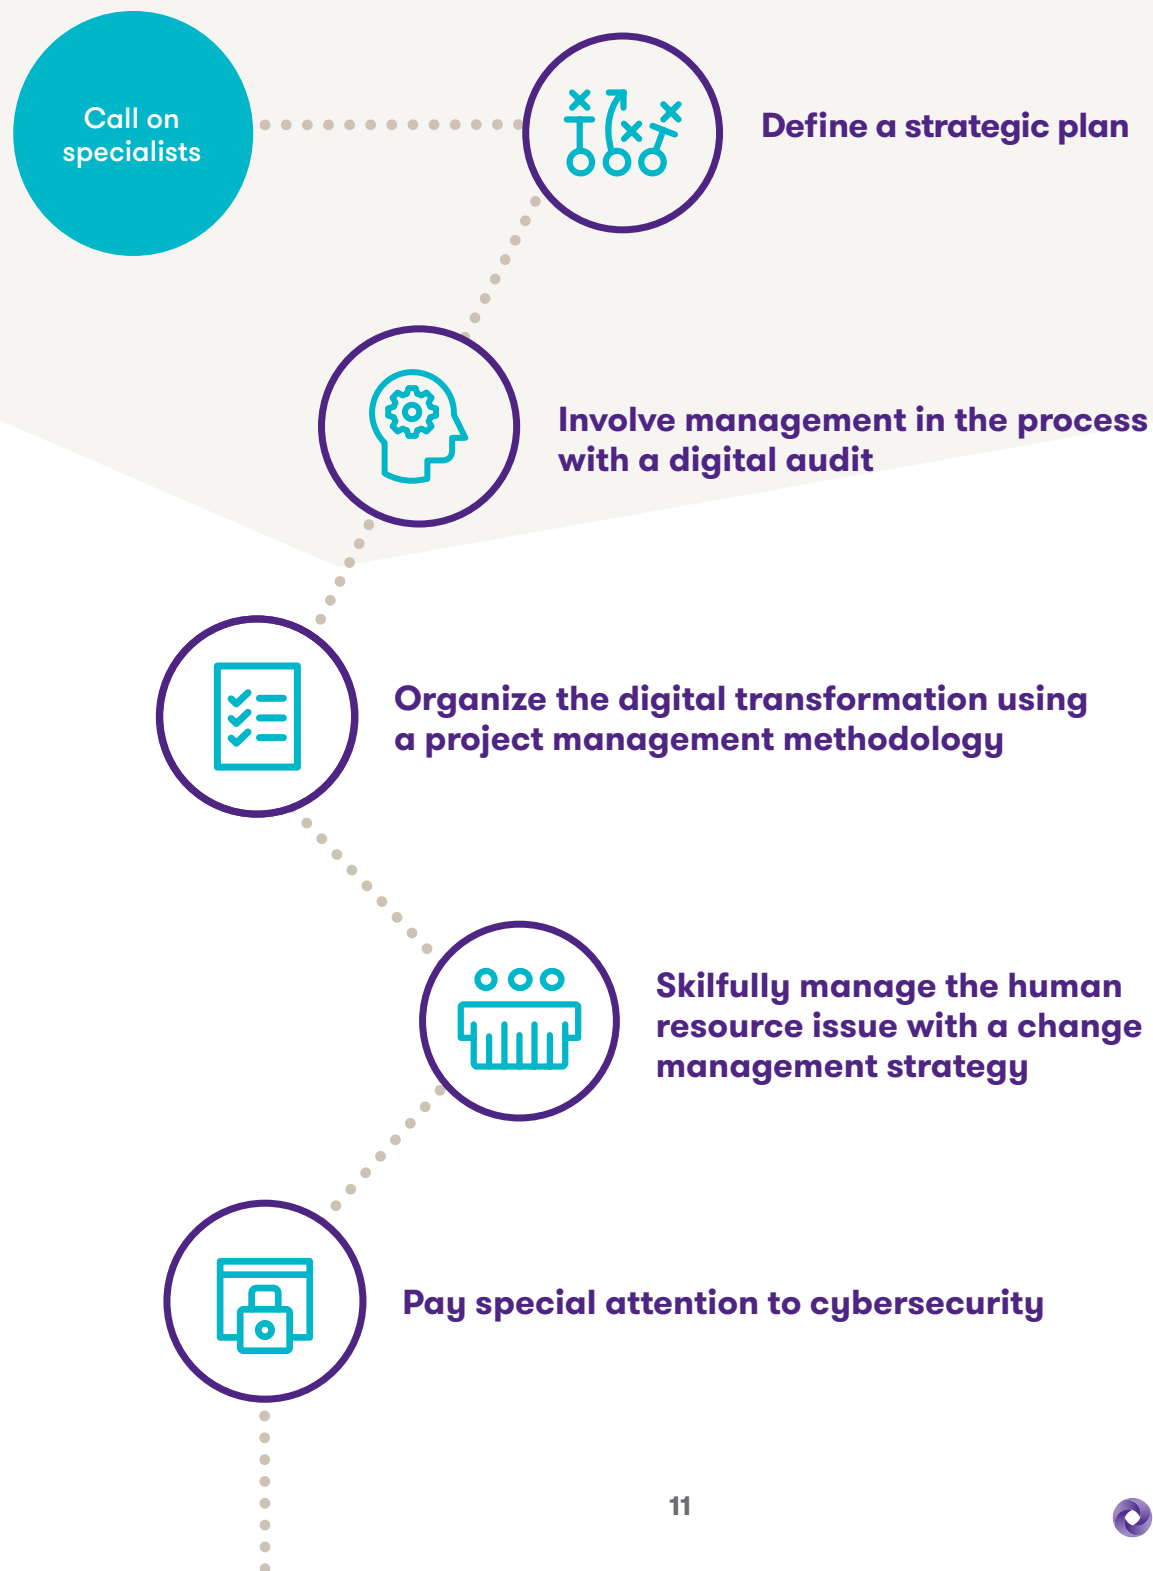 Call on
specialists
Define a strategic plan
Involve management in the process
with a digital audit
Organize the digital transformation using
a project management methodology
Skilfully manage the human
resource issue with a change
management strategy
Pay special attention to cybersecurity
11